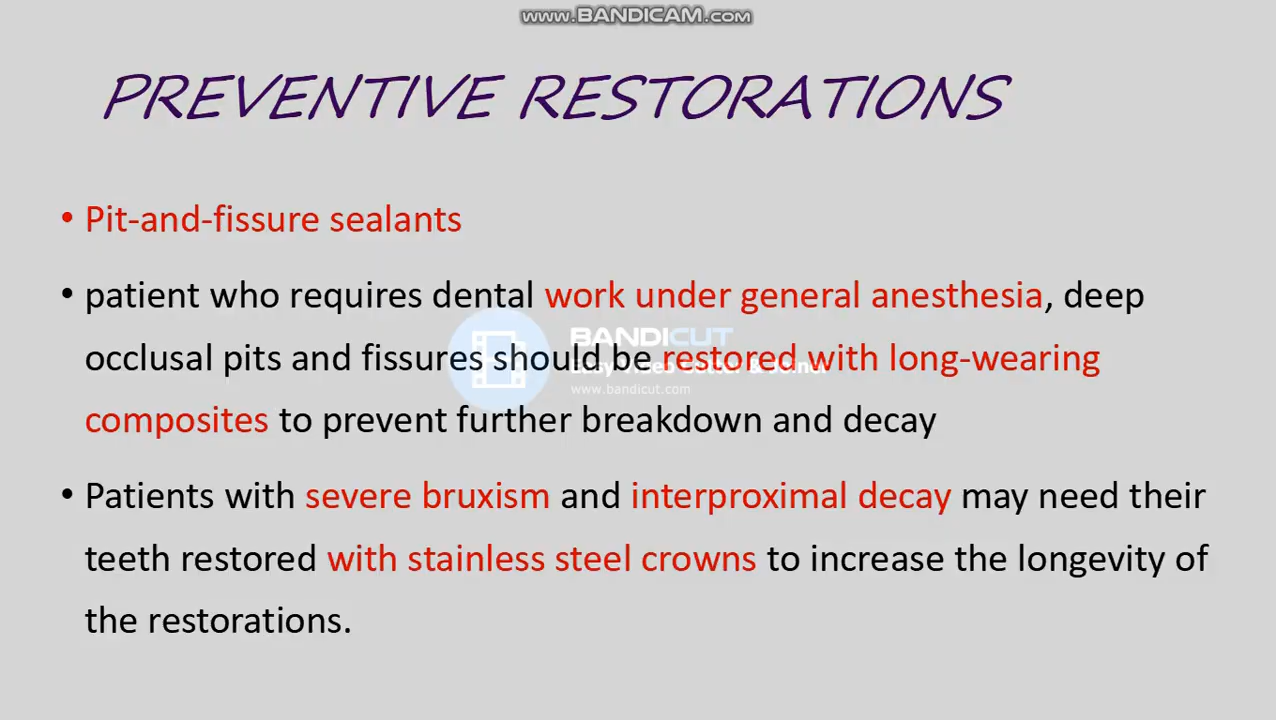 www.BANDICAM.com
PREVENTIVE RESTORATIONS
• Pit-and-fissure sealants
• patient who requires dental work under general anesthesia, deep
occlusal pits and fissures should be restored with long-wearing
composites to prevent further breakdown and decay
• Patients with severe bruxism and interproximal decay may need their
teeth restored with stainless steel crowns to increase the longevity of
the restorations.
BANDICUT
www.bandicut.com